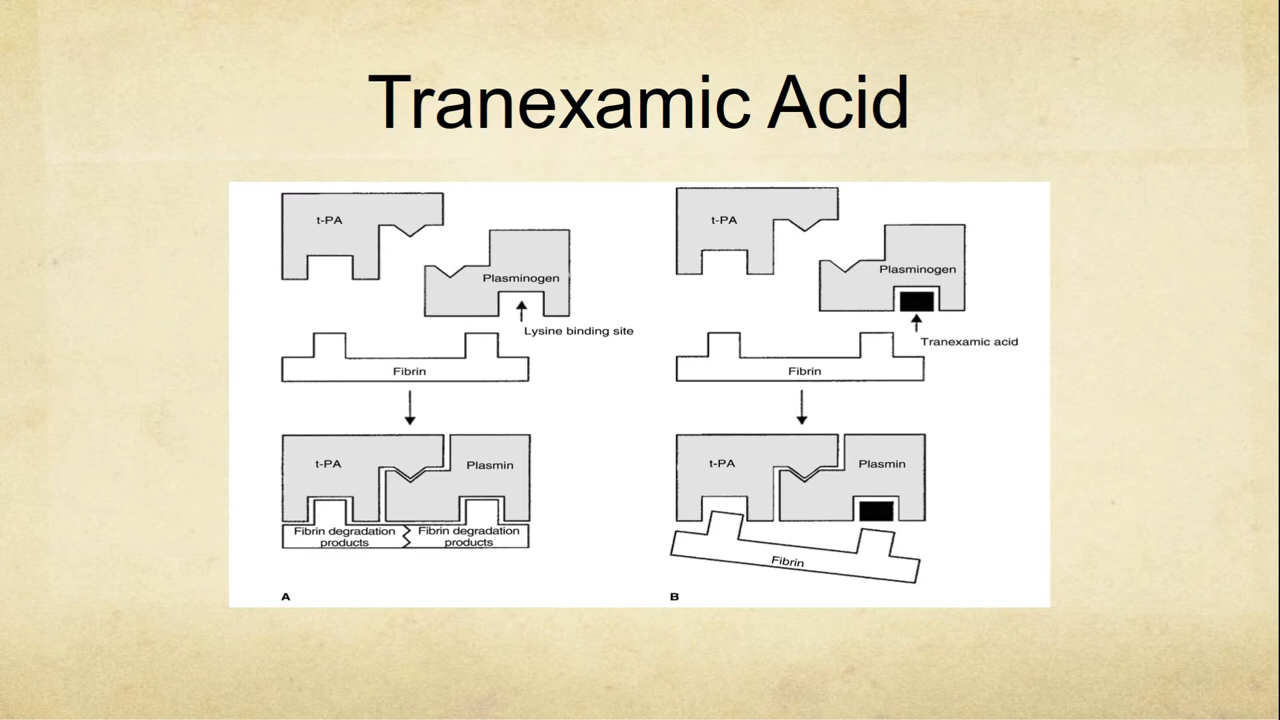 Tranexamic Acid
t-PA
Plasminogen
Lysine binding site
Fibrin
t-PA
Plasmin
Fibrin degradation
products
Fibrin degradation
products
A
t-PA
Plasminogen
Tranexamic acid
Fibrin
t-PA
Plasmin
Fibrin
B